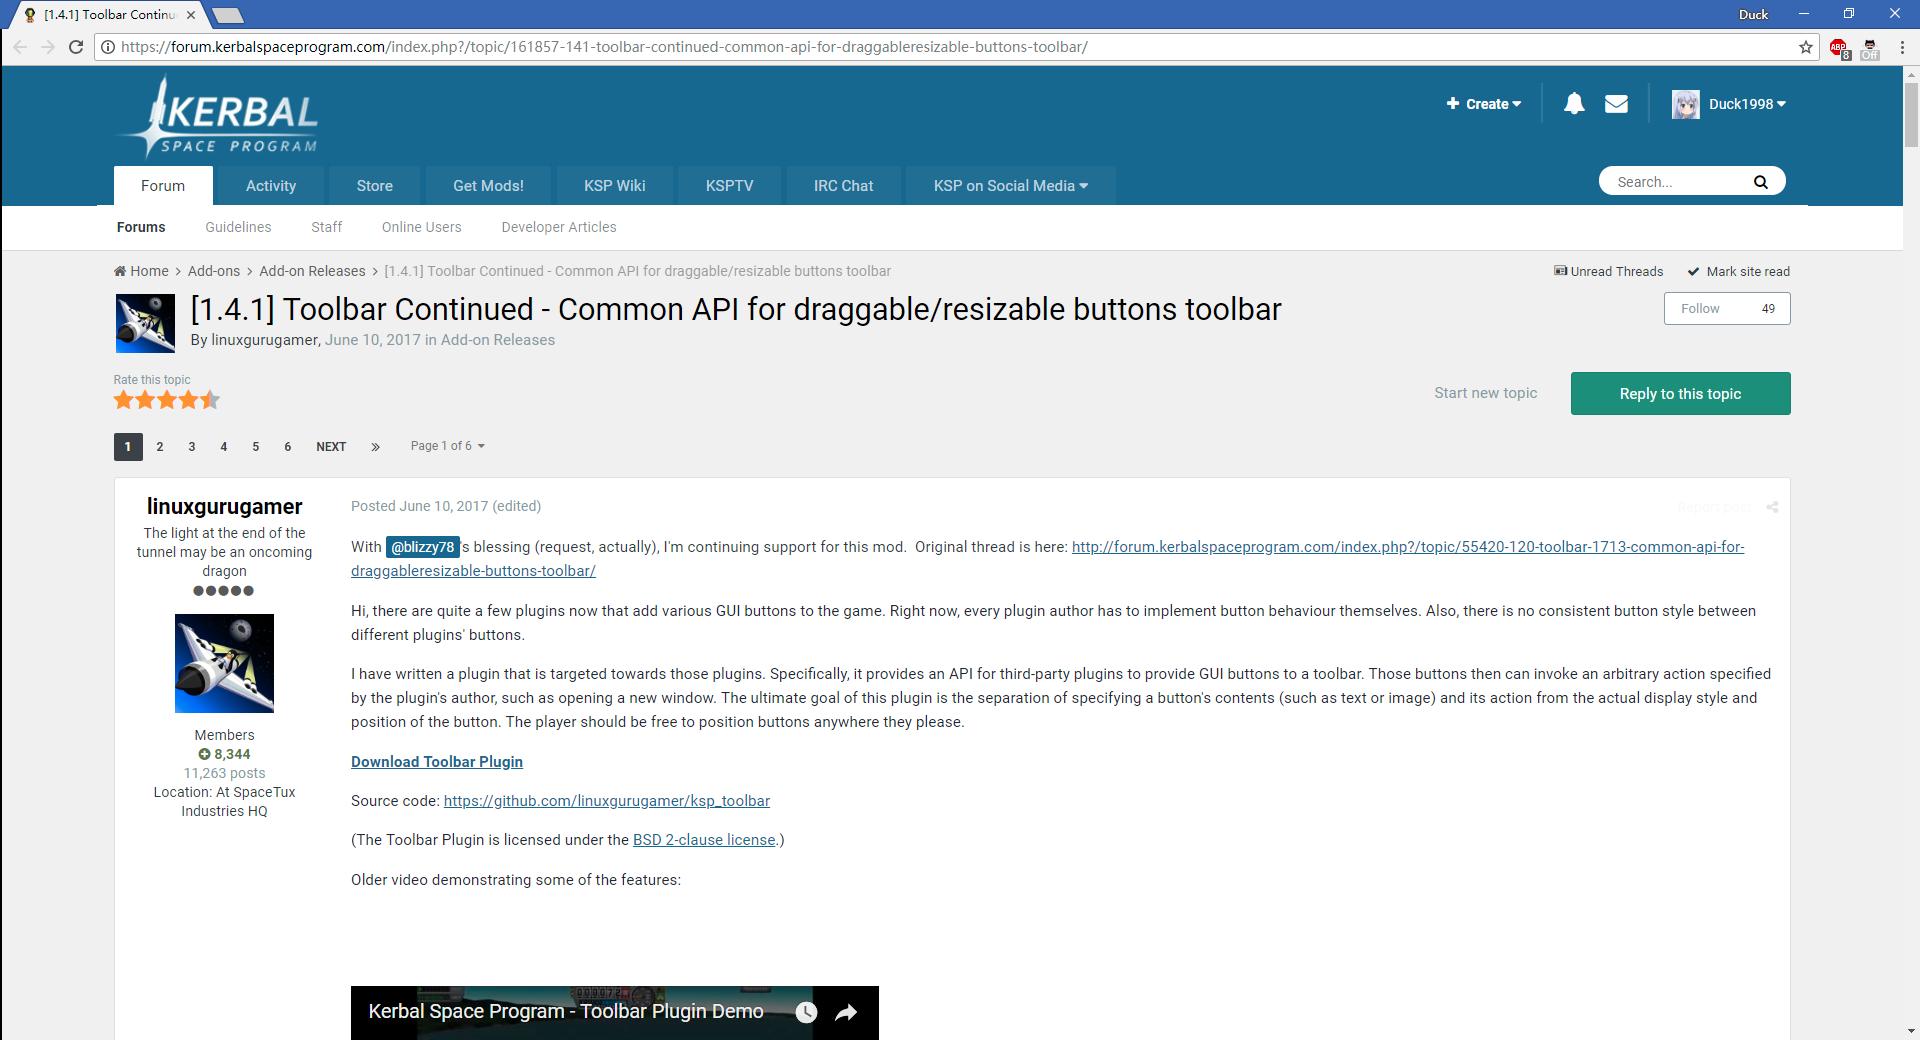 [1.4.1] Toolbar Continu
Duck
https://forum.kerbalspaceprogram.com/index.php?/topic/161857-141-toolbar-continued-common-api-for-draggableresizable-buttons-toolbar/
ABP
8
Off
KERBAL
SPACE PROGRAM
Create
Duck1998
Forum
Activity
Store
Get Mods!
KSP Wiki
KSPTV
IRC Chat
KSP on Social Media
Search...
Forums
Guidelines
Staff
Online Users
Developer Articles
Home > Add-ons > Add-on Releases > [1.4.1] Toolbar Continued - Common API for draggable/resizable buttons toolbar
Unread Threads
Mark site read
[1.4.1] Toolbar Continued - Common API for draggable/resizable buttons toolbar
Follow 49
By linuxgurugamer, June 10, 2017 in Add-on Releases
Rate this topic
Start new topic
Reply to this topic
1 2 3 4 5 6 NEXT » Page 1 of 6
linuxgurugamer
The light at the end of the
tunnel may be an oncoming
dragon
Members
8,344
11,263 posts
Location: At SpaceTux
Industries HQ
Posted June 10, 2017 (edited)
Report post
With @blizzy78's blessing (request, actually), I'm continuing support for this mod.  Original thread is here: http://forum.kerbalspaceprogram.com/index.php?/topic/55420-120-toolbar-1713-common-api-for-
draggableresizable-buttons-toolbar/
Hi, there are quite a few plugins now that add various GUI buttons to the game. Right now, every plugin author has to implement button behaviour themselves. Also, there is no consistent button style between
different plugins' buttons.
I have written a plugin that is targeted towards those plugins. Specifically, it provides an API for third-party plugins to provide GUI buttons to a toolbar. Those buttons then can invoke an arbitrary action specified
by the plugin's author, such as opening a new window. The ultimate goal of this plugin is the separation of specifying a button's contents (such as text or image) and its action from the actual display style and
position of the button. The player should be free to position buttons anywhere they please.
Download Toolbar Plugin
Source code: https://github.com/linuxgurugamer/ksp_toolbar
(The Toolbar Plugin is licensed under the BSD 2-clause license.)
Older video demonstrating some of the features:
Kerbal Space Program - Toolbar Plugin Demo